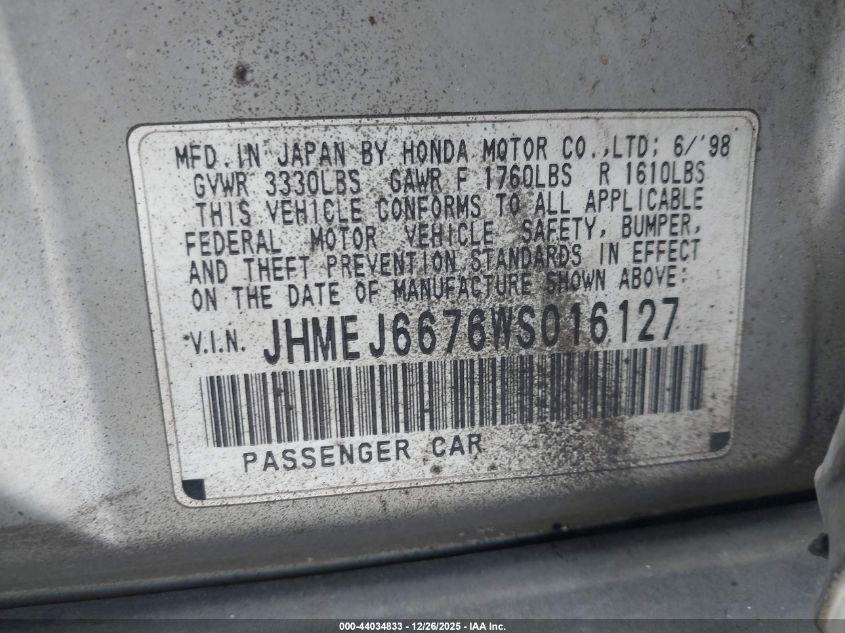 MFD. IN JAPAN BY HONDA MOTOR CO.,LTD; 6/'98
GVWR 3330LBS GAWR F 1760LBS R 1610LBS
THIS VEHICLE CONFORMS TO ALL APPLICABLE
FEDERAL MOTOR VEHICLE SAFETY, BUMPER,
AND THEFT PREVENTION STANDARDS IN EFFECT
ON THE DATE OF MANUFACTURE SHOWN ABOVE:
V.I.N. JHMEJ6676WS016127
PASSENGER CAR
000-44034833 - 12/26/2025 - IAA Inc.